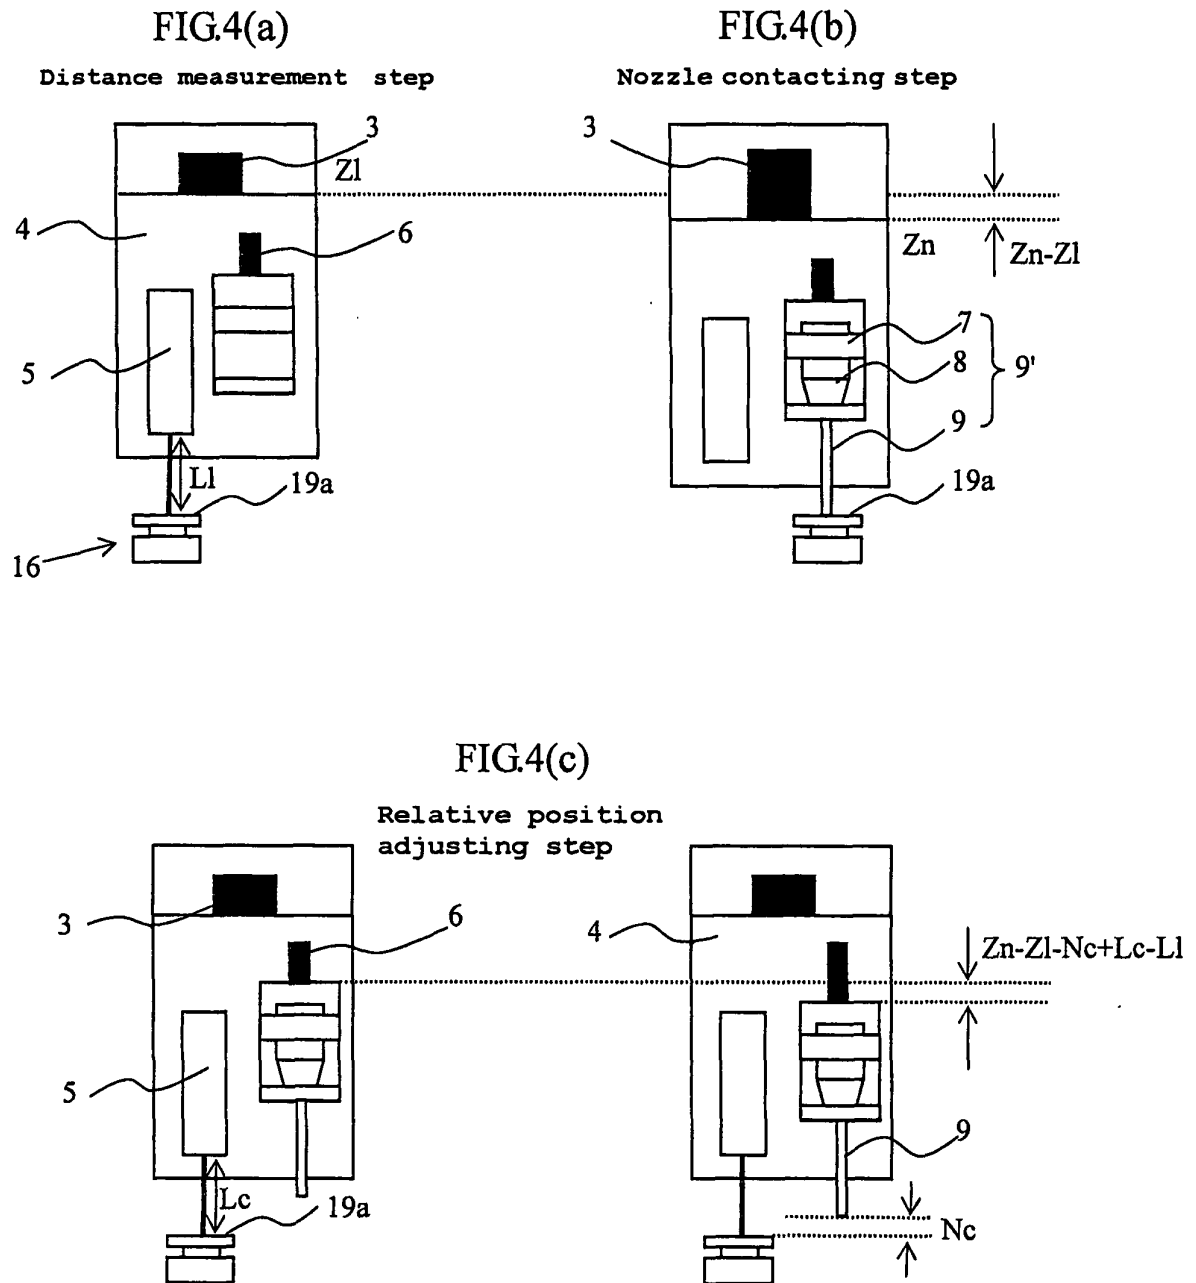 FIG.4(a)
Distance measurement step
3
Zl
4
6
5
Ll
19a
16
FIG.4(b)
Nozzle contacting step
3
Zn
Zn-Zl
7
8
9'
9
19a
FIG.4(c)
Relative position
adjusting step
3
6
4
Zn-Zl-Nc+Lc-Ll
5
Lc
19a
9
Nc